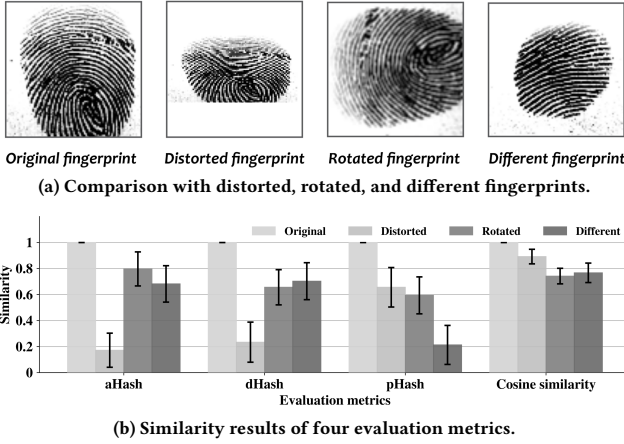 Original fingerprint Distorted fingerprint Rotated fingerprint Different fingerprint
(a) Comparison with distorted, rotated, and different fingerprints.
Original Distorted Rotated Different
1
0.8
0.6
0.4
0.2
0
Similarity
aHash dHash pHash Cosine similarity
Evaluation metrics
(b) Similarity results of four evaluation metrics.